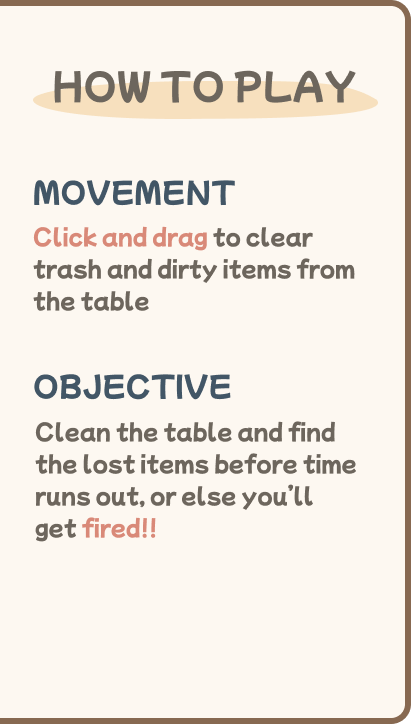 HOW TO PLAY
MOVEMENT
Click and drag to clear
trash and dirty items from
the table
OBJECTIVE
Clean the table and find
the lost items before time
runs out, or else you'll
get fired!!